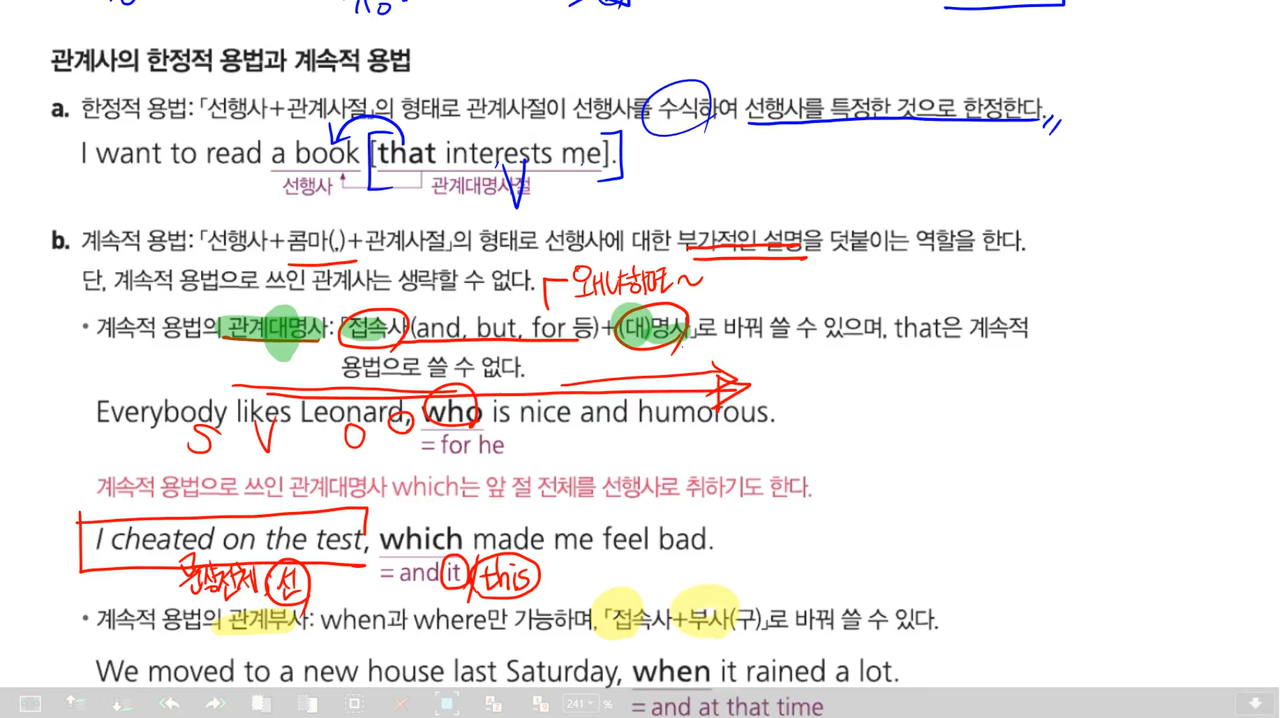 관계사의 한정적 용법과 계속적 용법
a. 한정적 용법: 「선행사+관계사절」의 형태로 관계사절이 선행사를 수식하여 선행사를 특정한 것으로 한정한다.
I want to read a book [that interests me].
V
선행사 관계대명사절
b. 계속적 용법: 「선행사+콤마(,)+관계사절」의 형태로 선행사에 대한 부가적인 설명을 덧붙이는 역할을 한다.
단, 계속적 용법으로 쓰인 관계사는 생략할 수 없다.
왜냐하면~
• 계속적 용법의 관계대명사: 「접속사(and, but, for 등)+(대)명사」로 바꿔 쓸 수 있으며, that은 계속적
용법으로 쓸 수 없다.
Everybody likes Leonard, who is nice and humorous.
S V O
= for he
계속적 용법으로 쓰인 관계대명사 which는 앞 절 전체를 선행사로 취하기도 한다.
I cheated on the test, which made me feel bad.
문장전체 선 = and it / this
• 계속적 용법의 관계부사: when과 where만 가능하며, 「접속사+부사(구)」로 바꿔 쓸 수 있다.
We moved to a new house last Saturday, when it rained a lot.
241 %
= and at that time